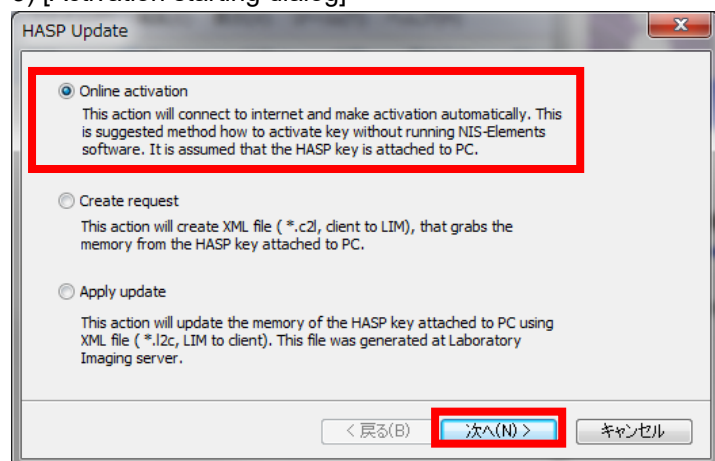 HASP Update
Online activation
This action will connect to internet and make activation automatically. This
is suggested method how to activate key without running NIS-Elements
software. It is assumed that the HASP key is attached to PC.
Create request
This action will create XML file ( *.c2l, client to LIM), that grabs the
memory from the HASP key attached to PC.
Apply update
This action will update the memory of the HASP key attached to PC using
XML file ( *.l2c, LIM to client). This file was generated at Laboratory
Imaging server.
< 戻る(B) 次へ(N) > キャンセル